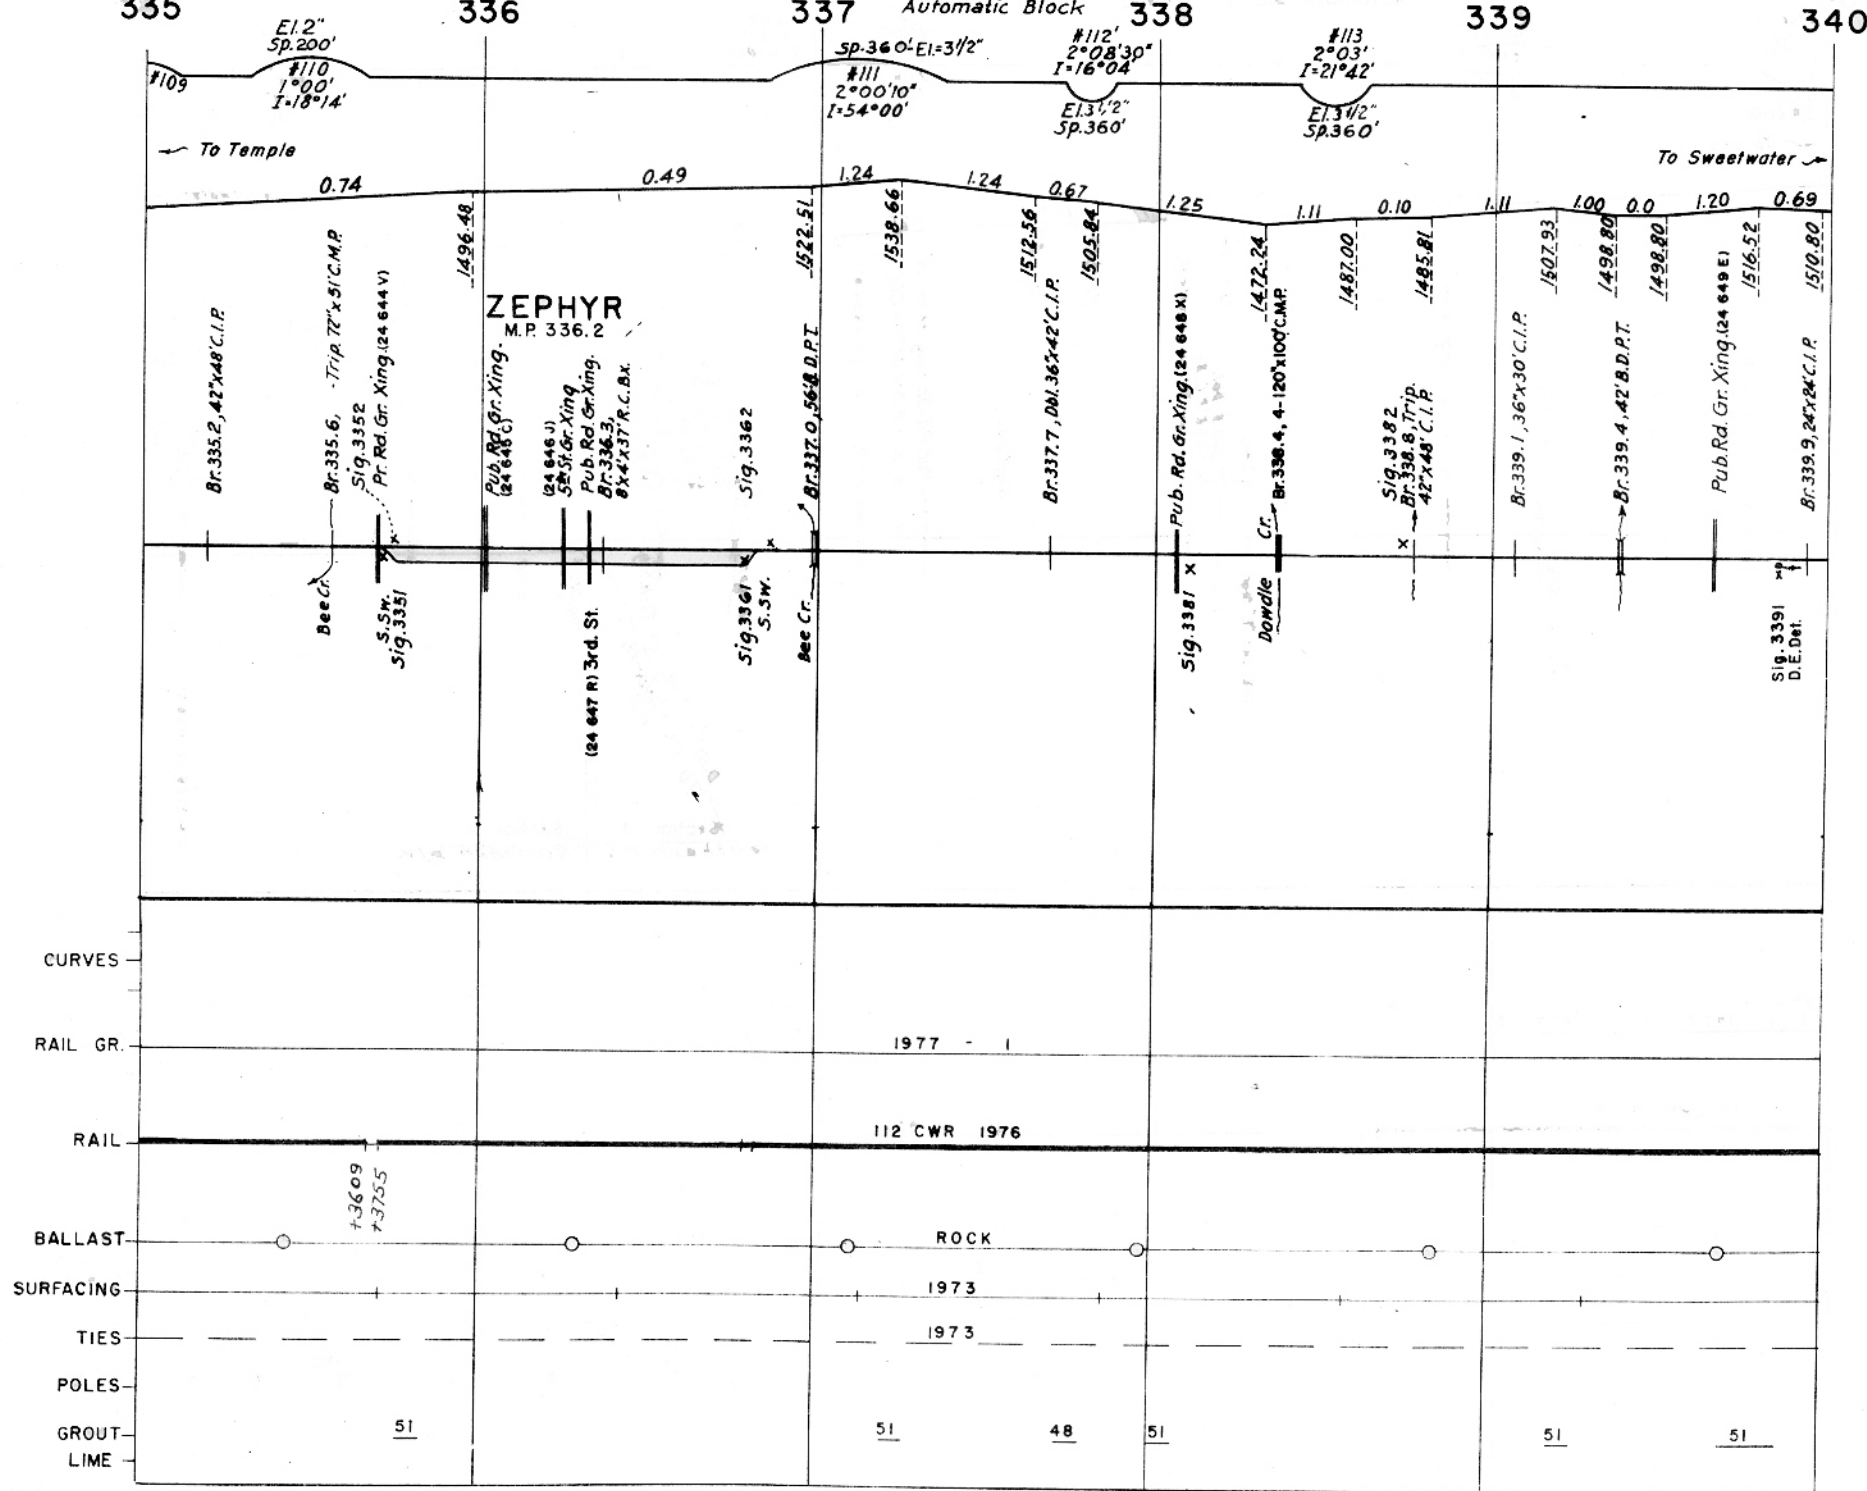 335 336 337 Automatic Block 338 339 340
El.2"
Sp.200'
#109
#110
1°00'
I=18°14'
Sp.360' El.=3½"
#111
2°00'10"
I=54°00'
#112'
2°08'30"
I=16°04'
El.3½"
Sp.360'
#113
2°03'
I=21°42'
El.3½"
Sp.360'
To Temple
To Sweetwater
0.74 0.49 1.24 1.24 0.67 1.25 1.11 0.10 1.11 1.00 0.0 1.20 0.69
1496.48
1522.51
1538.66
1512.56
1505.84
1472.24
1487.00
1485.81
1507.93
1498.80
1498.80
1516.52
1510.80
ZEPHYR
M.P. 336.2
Br.335.2, 42"x48'C.I.P.
Br.335.6, -Trip.72"x51'C.M.P.
Sig.3352
Pr. Rd. Gr. Xing.(24 644 V)
Pub. Rd. Gr. Xing.
(24 645 C)
(24 646 J)
5th St. Gr. Xing
Pub. Rd. Gr. Xing.
Br.336.3,
8'x4'x37' R.C.Bx.
Sig.3362
Br.337.0, 56' B.D.P.T.
Br.337.7, Dbl.36"x42'C.I.P.
Pub. Rd. Gr. Xing.(24 648 X)
Br.338.4, 4-120"x100'C.M.P.
Sig.3382
Br.338.8, Trip.
42"x48' C.I.P.
Br.339.1, 36"x30'C.I.P.
Br.339.4, 42' B.D.P.T.
Pub. Rd. Gr. Xing.(24 649 E)
Br.339.9, 24"x24'C.I.P.
Bee Cr.
S. Sw.
Sig.3351
(24 647 R) 3rd. St.
Sig.3361
S. Sw.
Bee Cr.
Sig.3381
Dowdle Cr.
Sig. 3391
D.E.Det.
CURVES
RAIL GR. 1977 - 1
RAIL 112 CWR 1976
+3609
+3755
BALLAST ROCK
SURFACING 1973
TIES 1973
POLES
GROUT 51 51 48 51 51 51
LIME